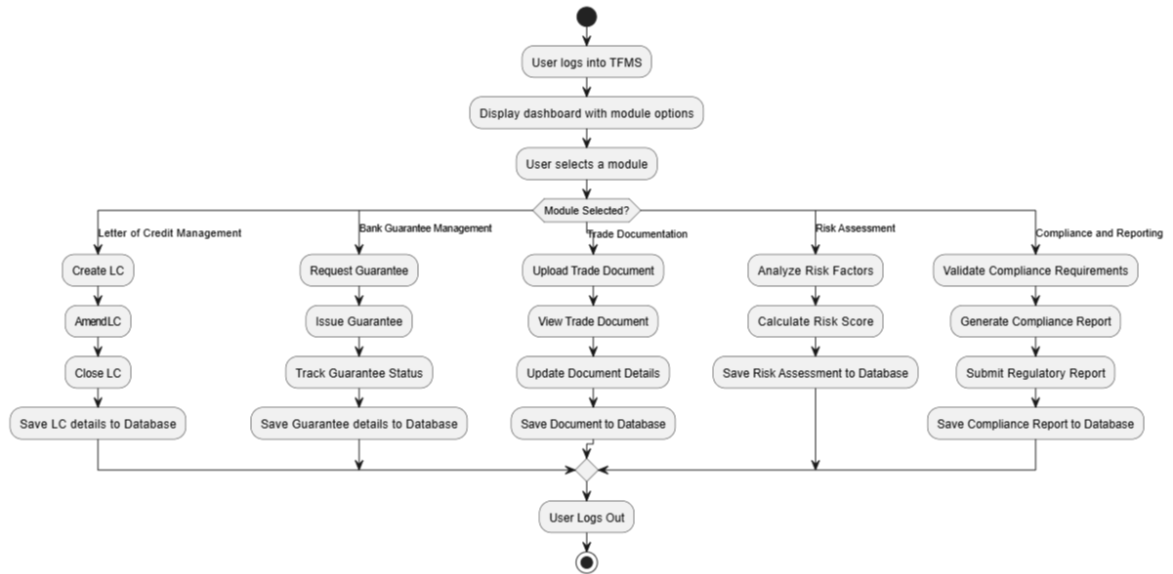 User logs into TFMS
Display dashboard with module options
User selects a module
Module Selected?
Letter of Credit Management
Bank Guarantee Management
Trade Documentation
Risk Assessment
Compliance and Reporting
Create LC
Request Guarantee
Upload Trade Document
Analyze Risk Factors
Validate Compliance Requirements
AmendLC
Issue Guarantee
View Trade Document
Calculate Risk Score
Generate Compliance Report
Close LC
Track Guarantee Status
Update Document Details
Save Risk Assessment to Database
Submit Regulatory Report
Save LC details to Database
Save Guarantee details to Database
Save Document to Database
Save Compliance Report to Database
User Logs Out